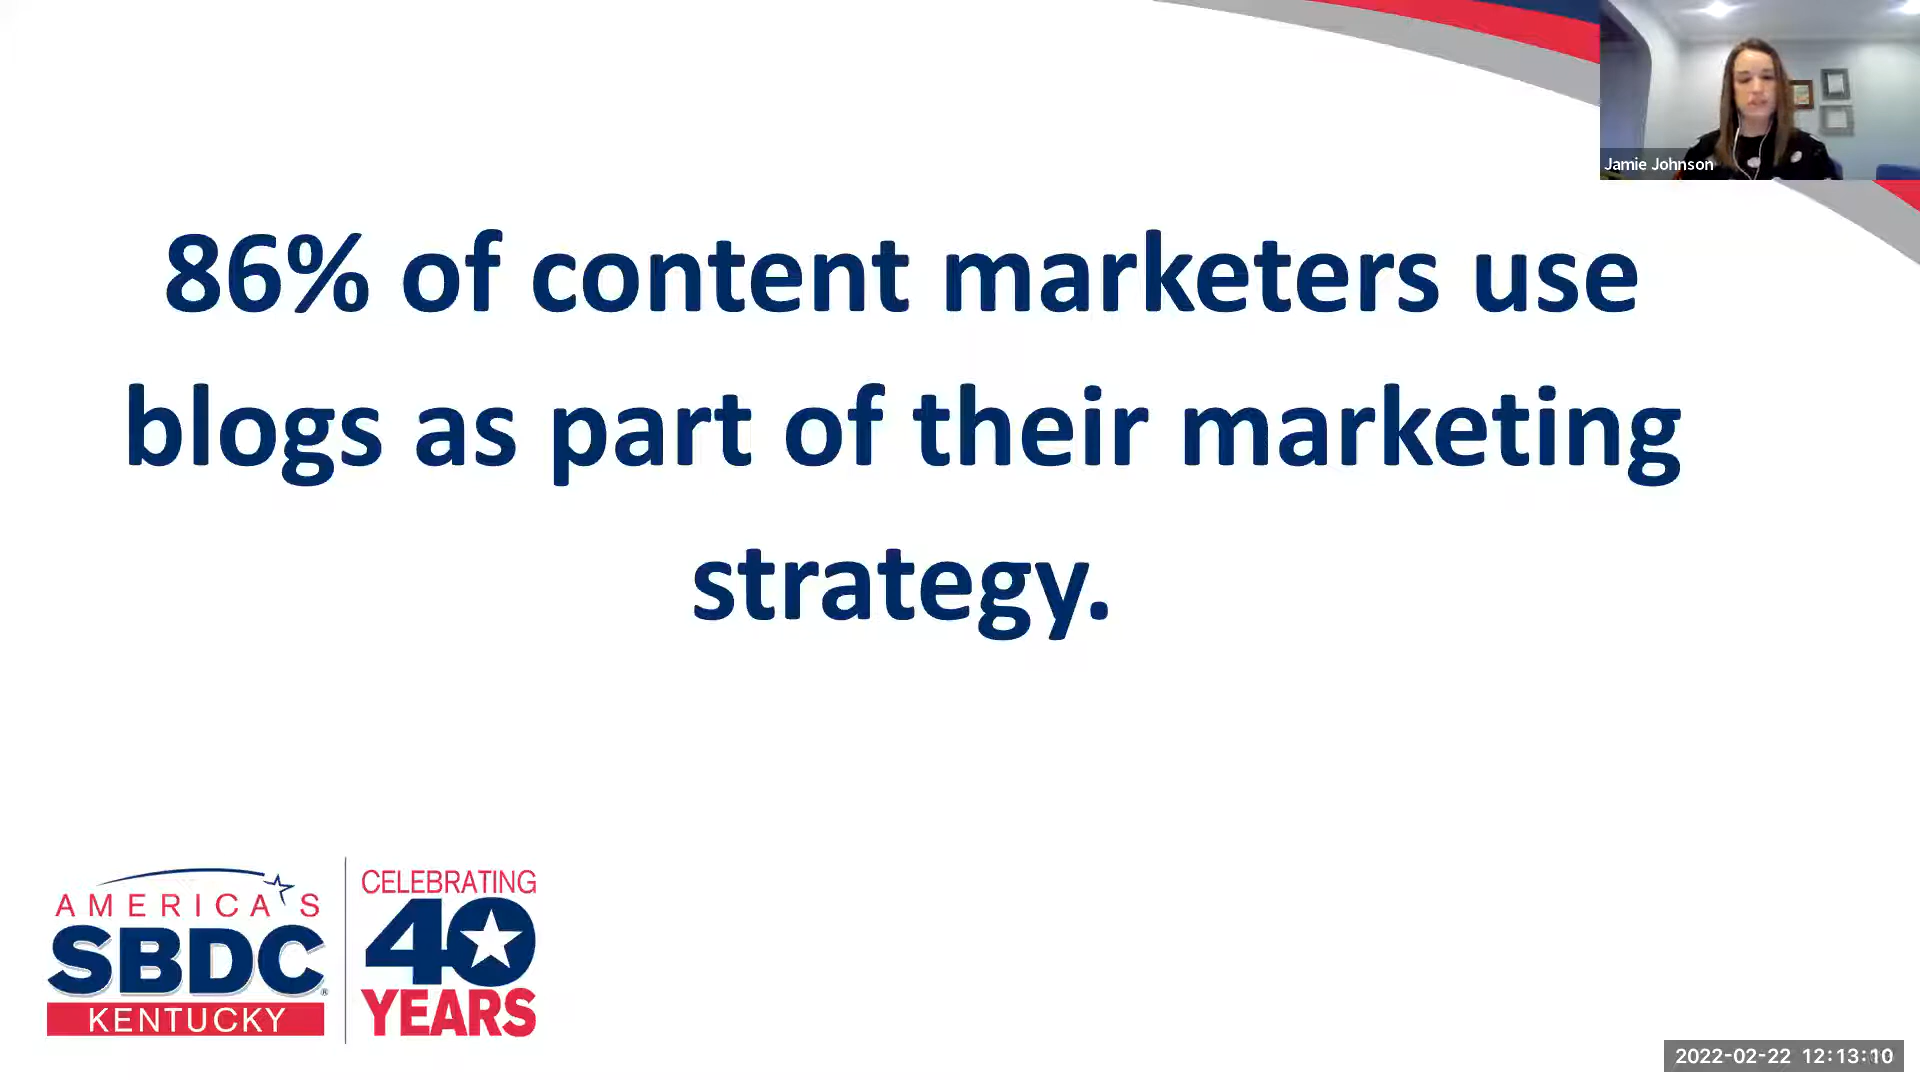 Jamie Johnson
86% of content marketers use
blogs as part of their marketing
strategy.
AMERICA'S
SBDC
KENTUCKY
CELEBRATING
40
YEARS
2022-02-22 12:13:10